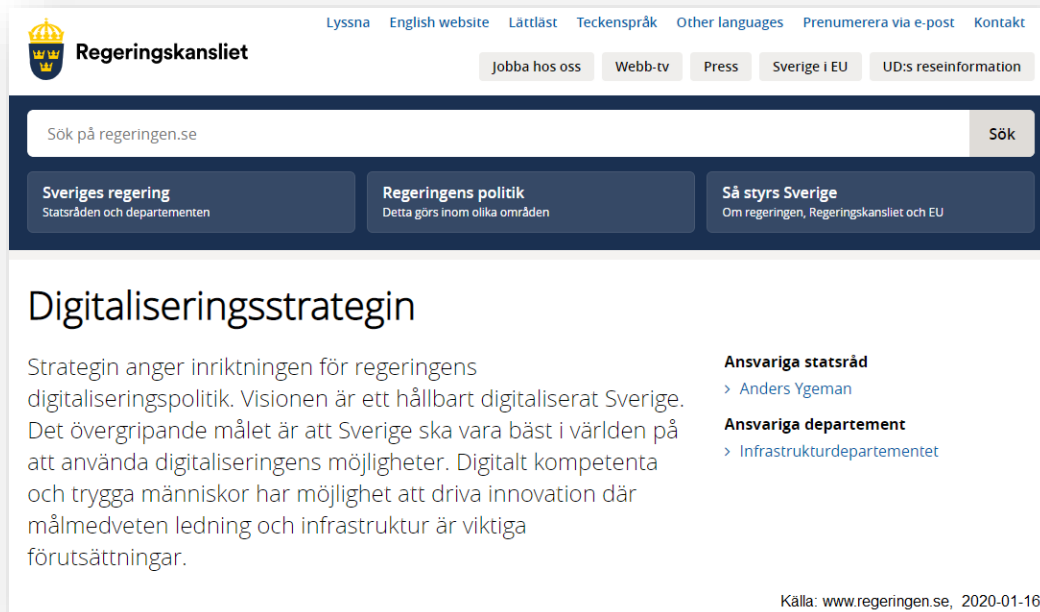 Lyssna English website Lättläst Teckenspråk Other languages Prenumerera via e-post Kontakt
Regeringskansliet
Jobba hos oss Webb-tv Press Sverige i EU UD:s reseinformation
Sök på regeringen.se Sök
Sveriges regering
Statsråden och departementen
Regeringens politik
Detta görs inom olika områden
Så styrs Sverige
Om regeringen, Regeringskansliet och EU
Digitaliseringsstrategin
Strategin anger inriktningen för regeringens
digitaliseringspolitik. Visionen är ett hållbart digitaliserat Sverige.
Det övergripande målet är att Sverige ska vara bäst i världen på
att använda digitaliseringens möjligheter. Digitalt kompetenta
och trygga människor har möjlighet att driva innovation där
målmedveten ledning och infrastruktur är viktiga
förutsättningar.
Ansvariga statsråd
> Anders Ygeman
Ansvariga departement
> Infrastrukturdepartementet
Källa: www.regeringen.se, 2020-01-16